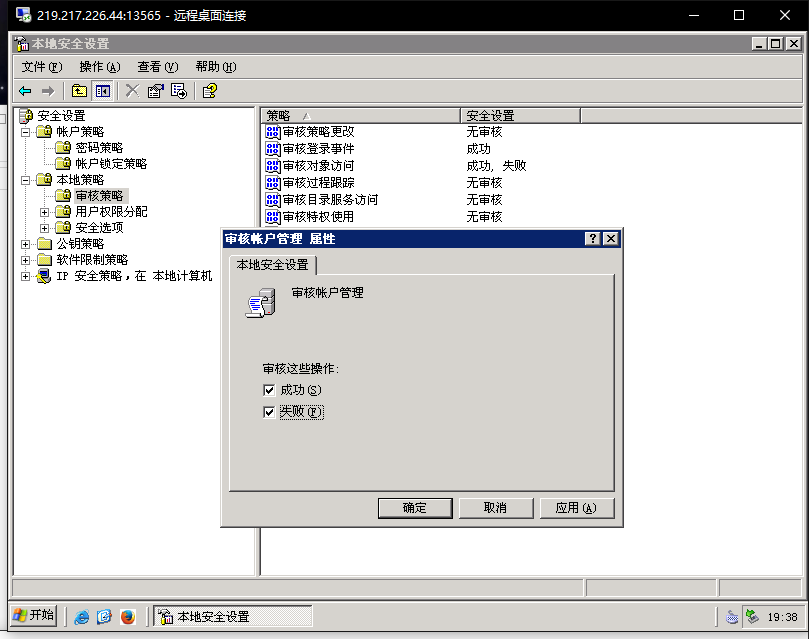 219.217.226.44:13565 - 远程桌面连接
本地安全设置
文件(F) 操作(A) 查看(V) 帮助(H)
安全设置
帐户策略
密码策略
帐户锁定策略
本地策略
审核策略
用户权限分配
安全选项
公钥策略
软件限制策略
IP 安全策略，在 本地计算机
策略 安全设置
审核策略更改 无审核
审核登录事件 成功
审核对象访问 成功, 失败
审核过程跟踪 无审核
审核目录服务访问 无审核
审核特权使用 无审核
审核帐户管理 属性
本地安全设置
审核帐户管理
审核这些操作:
成功(S)
失败(F)
确定 取消 应用(A)
开始 本地安全设置 19:38